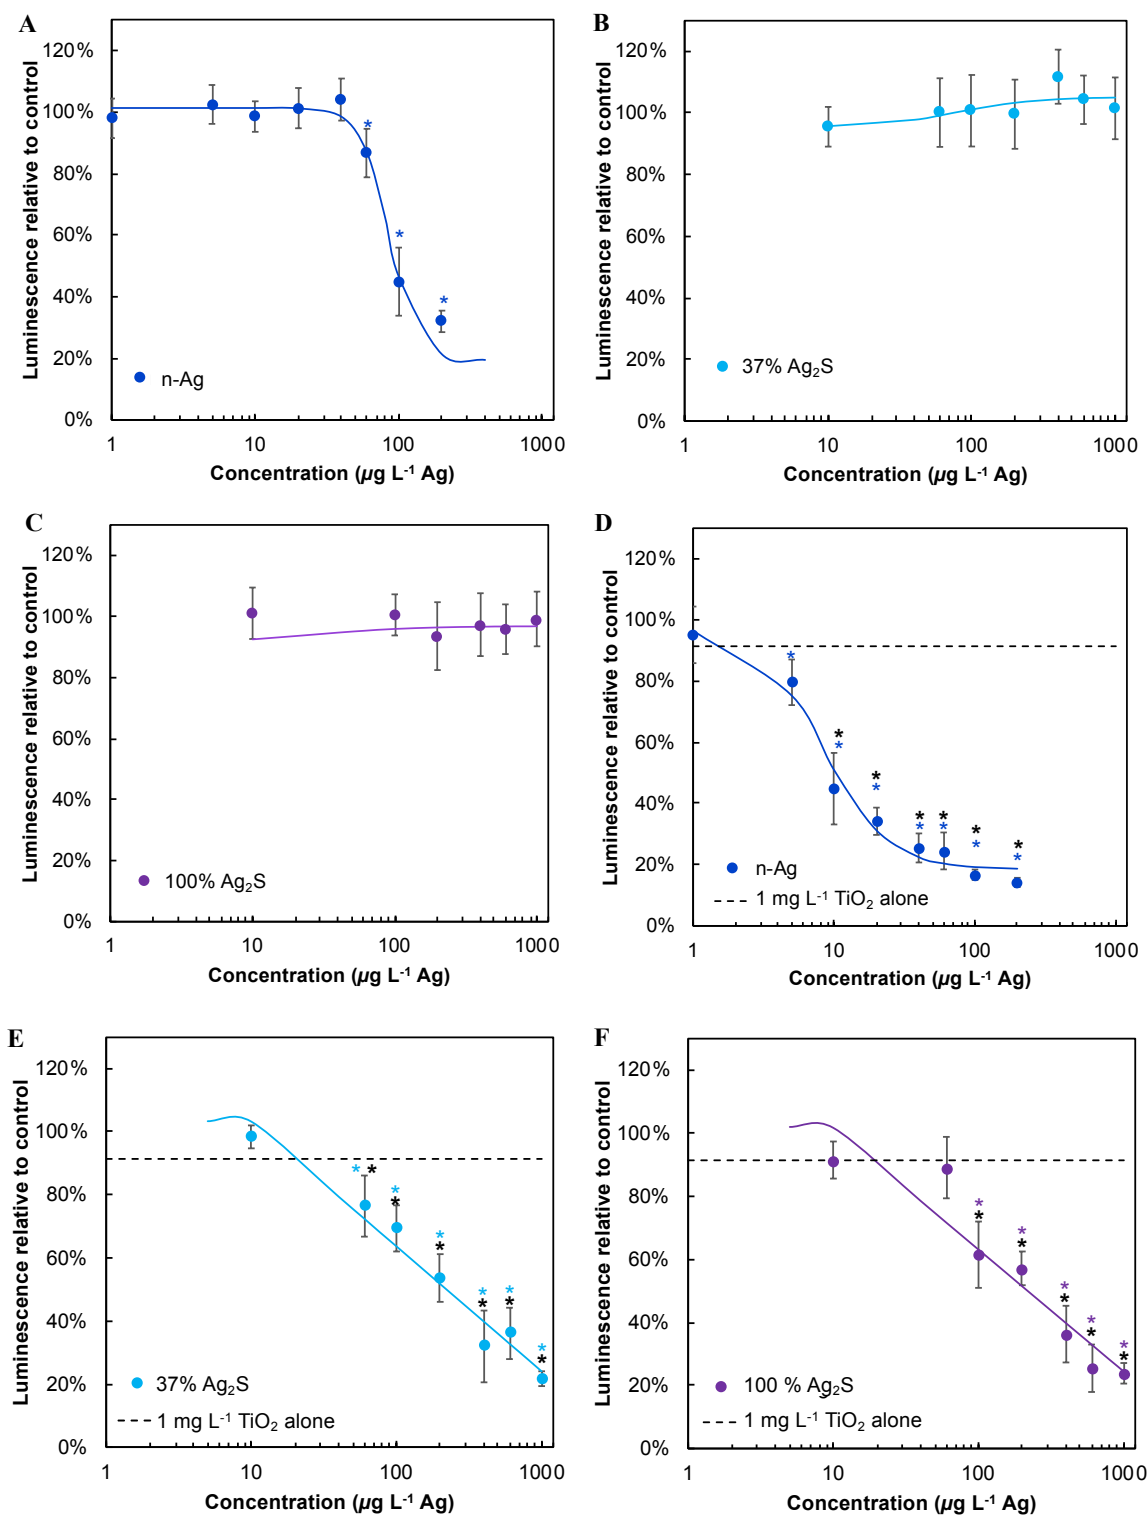 A
Luminescence relative to control
120%
100%
80%
60%
40%
20%
0%
*
*
*
n-Ag
1
10
100
1000
Concentration (µg L⁻¹ Ag)
B
Luminescence relative to control
120%
100%
80%
60%
40%
20%
0%
37% Ag₂S
1
10
100
1000
Concentration (µg L⁻¹ Ag)
C
Luminescence relative to control
120%
100%
80%
60%
40%
20%
0%
100% Ag₂S
1
10
100
1000
Concentration (µg L⁻¹ Ag)
D
Luminescence relative to control
120%
100%
80%
60%
40%
20%
0%
*
* * * * * *
* * * * * *
n-Ag
1 mg L⁻¹ TiO₂ alone
1
10
100
1000
Concentration (µg L⁻¹ Ag)
E
Luminescence relative to control
120%
100%
80%
60%
40%
20%
0%
* * * * * *
* * * * * *
37% Ag₂S
1 mg L⁻¹ TiO₂ alone
1
10
100
1000
Concentration (µg L⁻¹ Ag)
F
Luminescence relative to control
120%
100%
80%
60%
40%
20%
0%
* * * * *
* * * * *
100 % Ag₂S
1 mg L⁻¹ TiO₂ alone
1
10
100
1000
Concentration (µg L⁻¹ Ag)